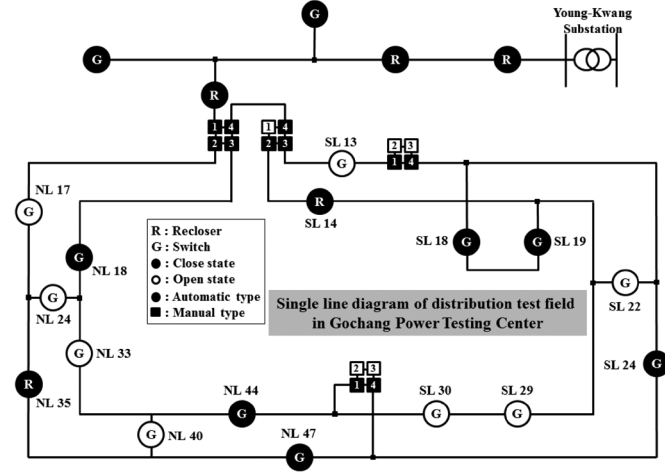 G
Young-Kwang
Substation
G
R
R
R
1 4
2 3
1 4
2 3
SL 13
G
2 3
1 4
NL 17
G
R
SL 14
R : Recloser
G : Switch
: Close state
: Open state
: Automatic type
: Manual type
G
NL 18
SL 18
G
G
SL 19
G
NL 24
G
SL 22
Single line diagram of distribution test field
in Gochang Power Testing Center
G
NL 33
SL 24
G
R
NL 35
2 3
1 4
NL 44
G
SL 30
G
SL 29
G
G
NL 40
NL 47
G